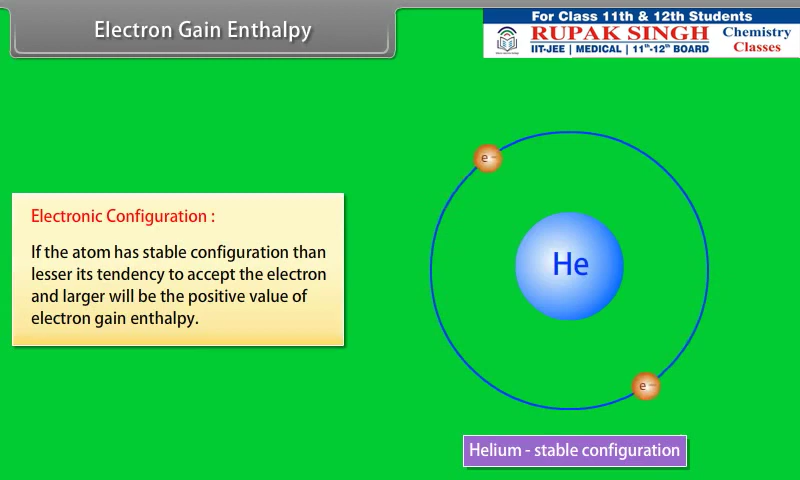 Electron Gain Enthalpy
For Class 11th & 12th Students
RUPAK SINGH
IIT-JEE | MEDICAL | 11th-12th BOARD
Chemistry
Classes
Electronic Configuration :
If the atom has stable configuration than
lesser its tendency to accept the electron
and larger will be the positive value of
electron gain enthalpy.
e –
He
e –
Helium - stable configuration